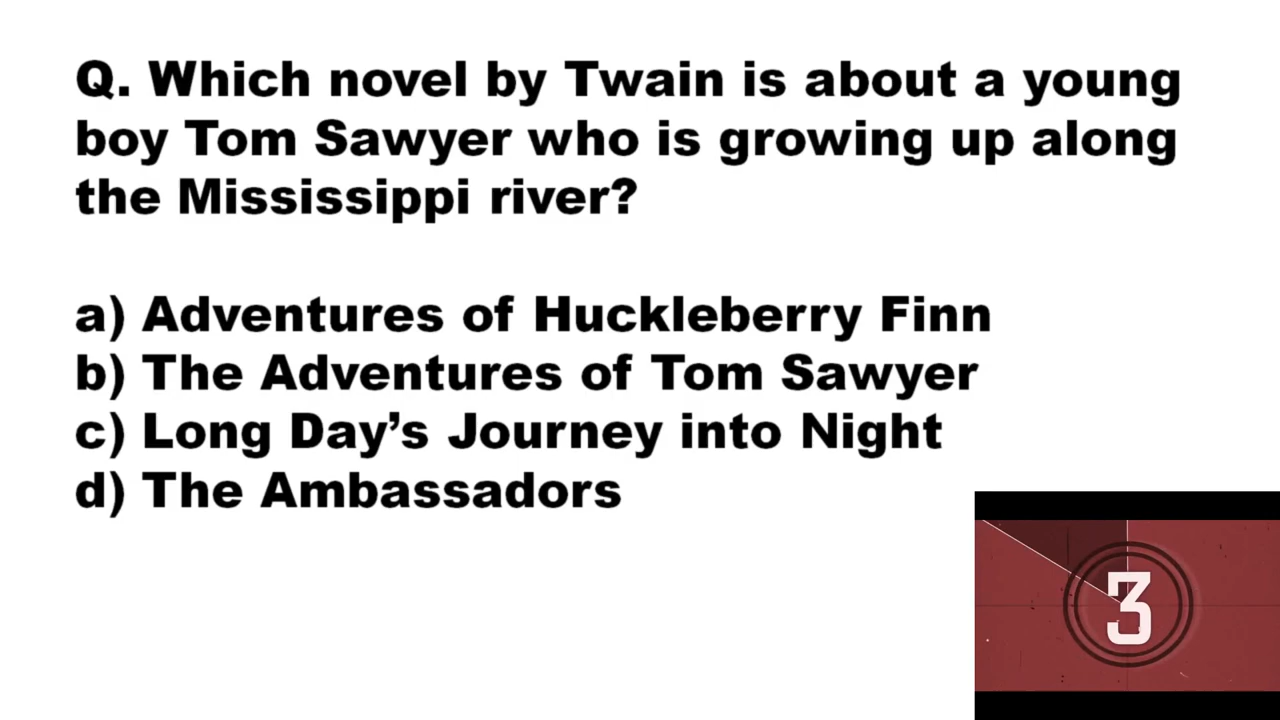 Q. Which novel by Twain is about a young
boy Tom Sawyer who is growing up along
the Mississippi river?
a) Adventures of Huckleberry Finn
b) The Adventures of Tom Sawyer
c) Long Day’s Journey into Night
d) The Ambassadors
3